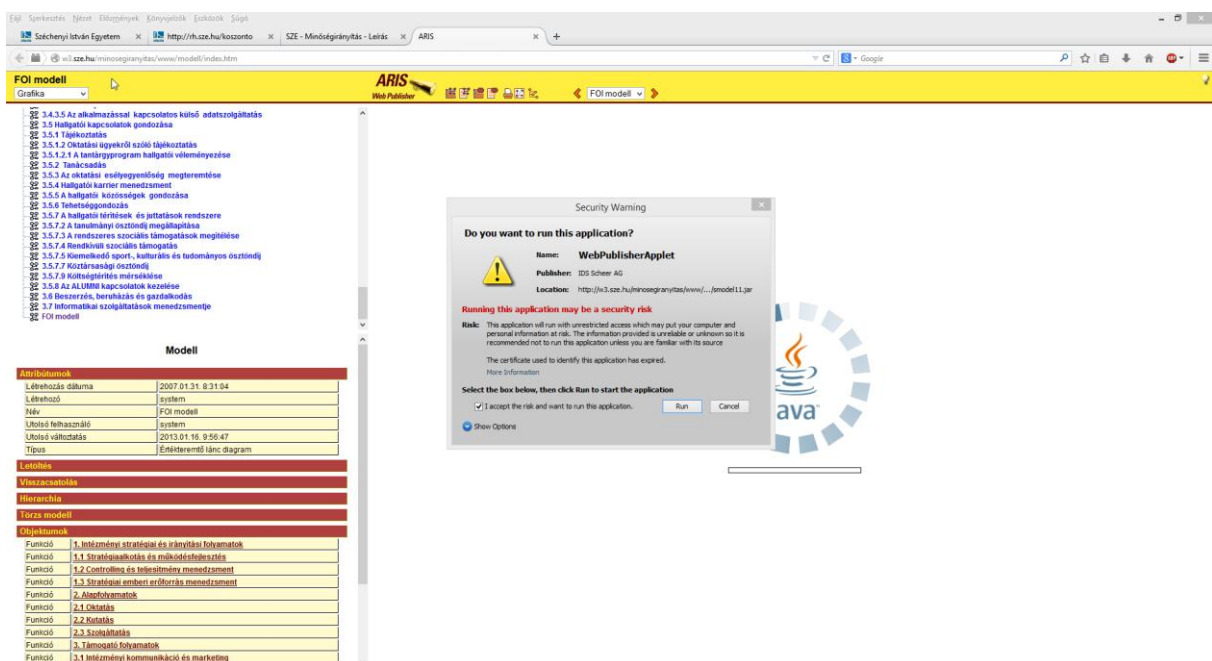 Fájl Szerkesztés Nézet Előzmények Könyvjelzők Eszközök Súgó
Széchenyi István Egyetem × http://rh.sze.hu/koszonto × SZE - Minőségirányítás - Leírás × ARIS × +
w3.sze.hu/minosegiranyitas/www/modell/index.htm
Google
FOI modell
Grafika
ARIS
Web Publisher
FOI modell
3.4.3.5 Az alkalmazással kapcsolatos külső adatszolgáltatás
3.5 Hallgatói kapcsolatok gondozása
3.5.1 Tájékoztatás
3.5.1.2 Oktatási ügyekről szóló tájékoztatás
3.5.1.2.1 A tantárgyprogram hallgatói véleményezése
3.5.2 Tanácsadás
3.5.3 Az oktatási esélyegyenlőség megteremtése
3.5.4 Hallgatói karrier menedzsment
3.5.5 A hallgatói közösségek gondozása
3.5.6 Tehetséggondozás
3.5.7 A hallgatói térítések és juttatások rendszere
3.5.7.2 A tanulmányi ösztöndíj megállapítása
3.5.7.3 A rendszeres szociális támogatások megítélése
3.5.7.4 Rendkívüli szociális támogatás
3.5.7.5 Kiemelkedő sport-, kulturális és tudományos ösztöndíj
3.5.7.7 Köztársasági ösztöndíj
3.5.7.9 Költségtérítés mérséklése
3.5.8 Az ALUMNI kapcsolatok kezelése
3.6 Beszerzés, beruházás és gazdalkodás
3.7 Informatikai szolgáltatások menedzsmentje
FOI modell
Modell
Attribútumok
Létrehozás dátuma 2007.01.31. 8:31:04
Létrehozó system
Név FOI modell
Utolsó felhasználó system
Utolsó változtatás 2013.01.16. 9:56:47
Típus Értékteremtő lánc diagram
Letöltés
Visszacsatolás
Hierarchia
Törzs modell
Objektumok
Funkció 1. Intézményi stratégiai és irányítási folyamatok
Funkció 1.1 Stratégiaalkotás és működésfejlesztés
Funkció 1.2 Controlling és teljesítmény menedzsment
Funkció 1.3 Stratégiai emberi erőforrás menedzsment
Funkció 2. Alapfolyamatok
Funkció 2.1 Oktatás
Funkció 2.2 Kutatás
Funkció 2.3 Szolgáltatás
Funkció 3. Támogató folyamatok
Funkció 3.1 Intézményi kommunikáció és marketing
Security Warning
Do you want to run this application?
Name: WebPublisherApplet
Publisher: IDS Scheer AG
Location: http://w3.sze.hu/minosegiranyitas/www/.../smodel11.jar
Running this application may be a security risk
Risk: This application will run with unrestricted access which may put your computer and
personal information at risk. The information provided is unreliable or unknown so it is
recommended not to run this application unless you are familiar with its source
The certificate used to identify this application has expired.
More Information
Select the box below, then click Run to start the application
I accept the risk and want to run this application. Run Cancel
Show Options
ava